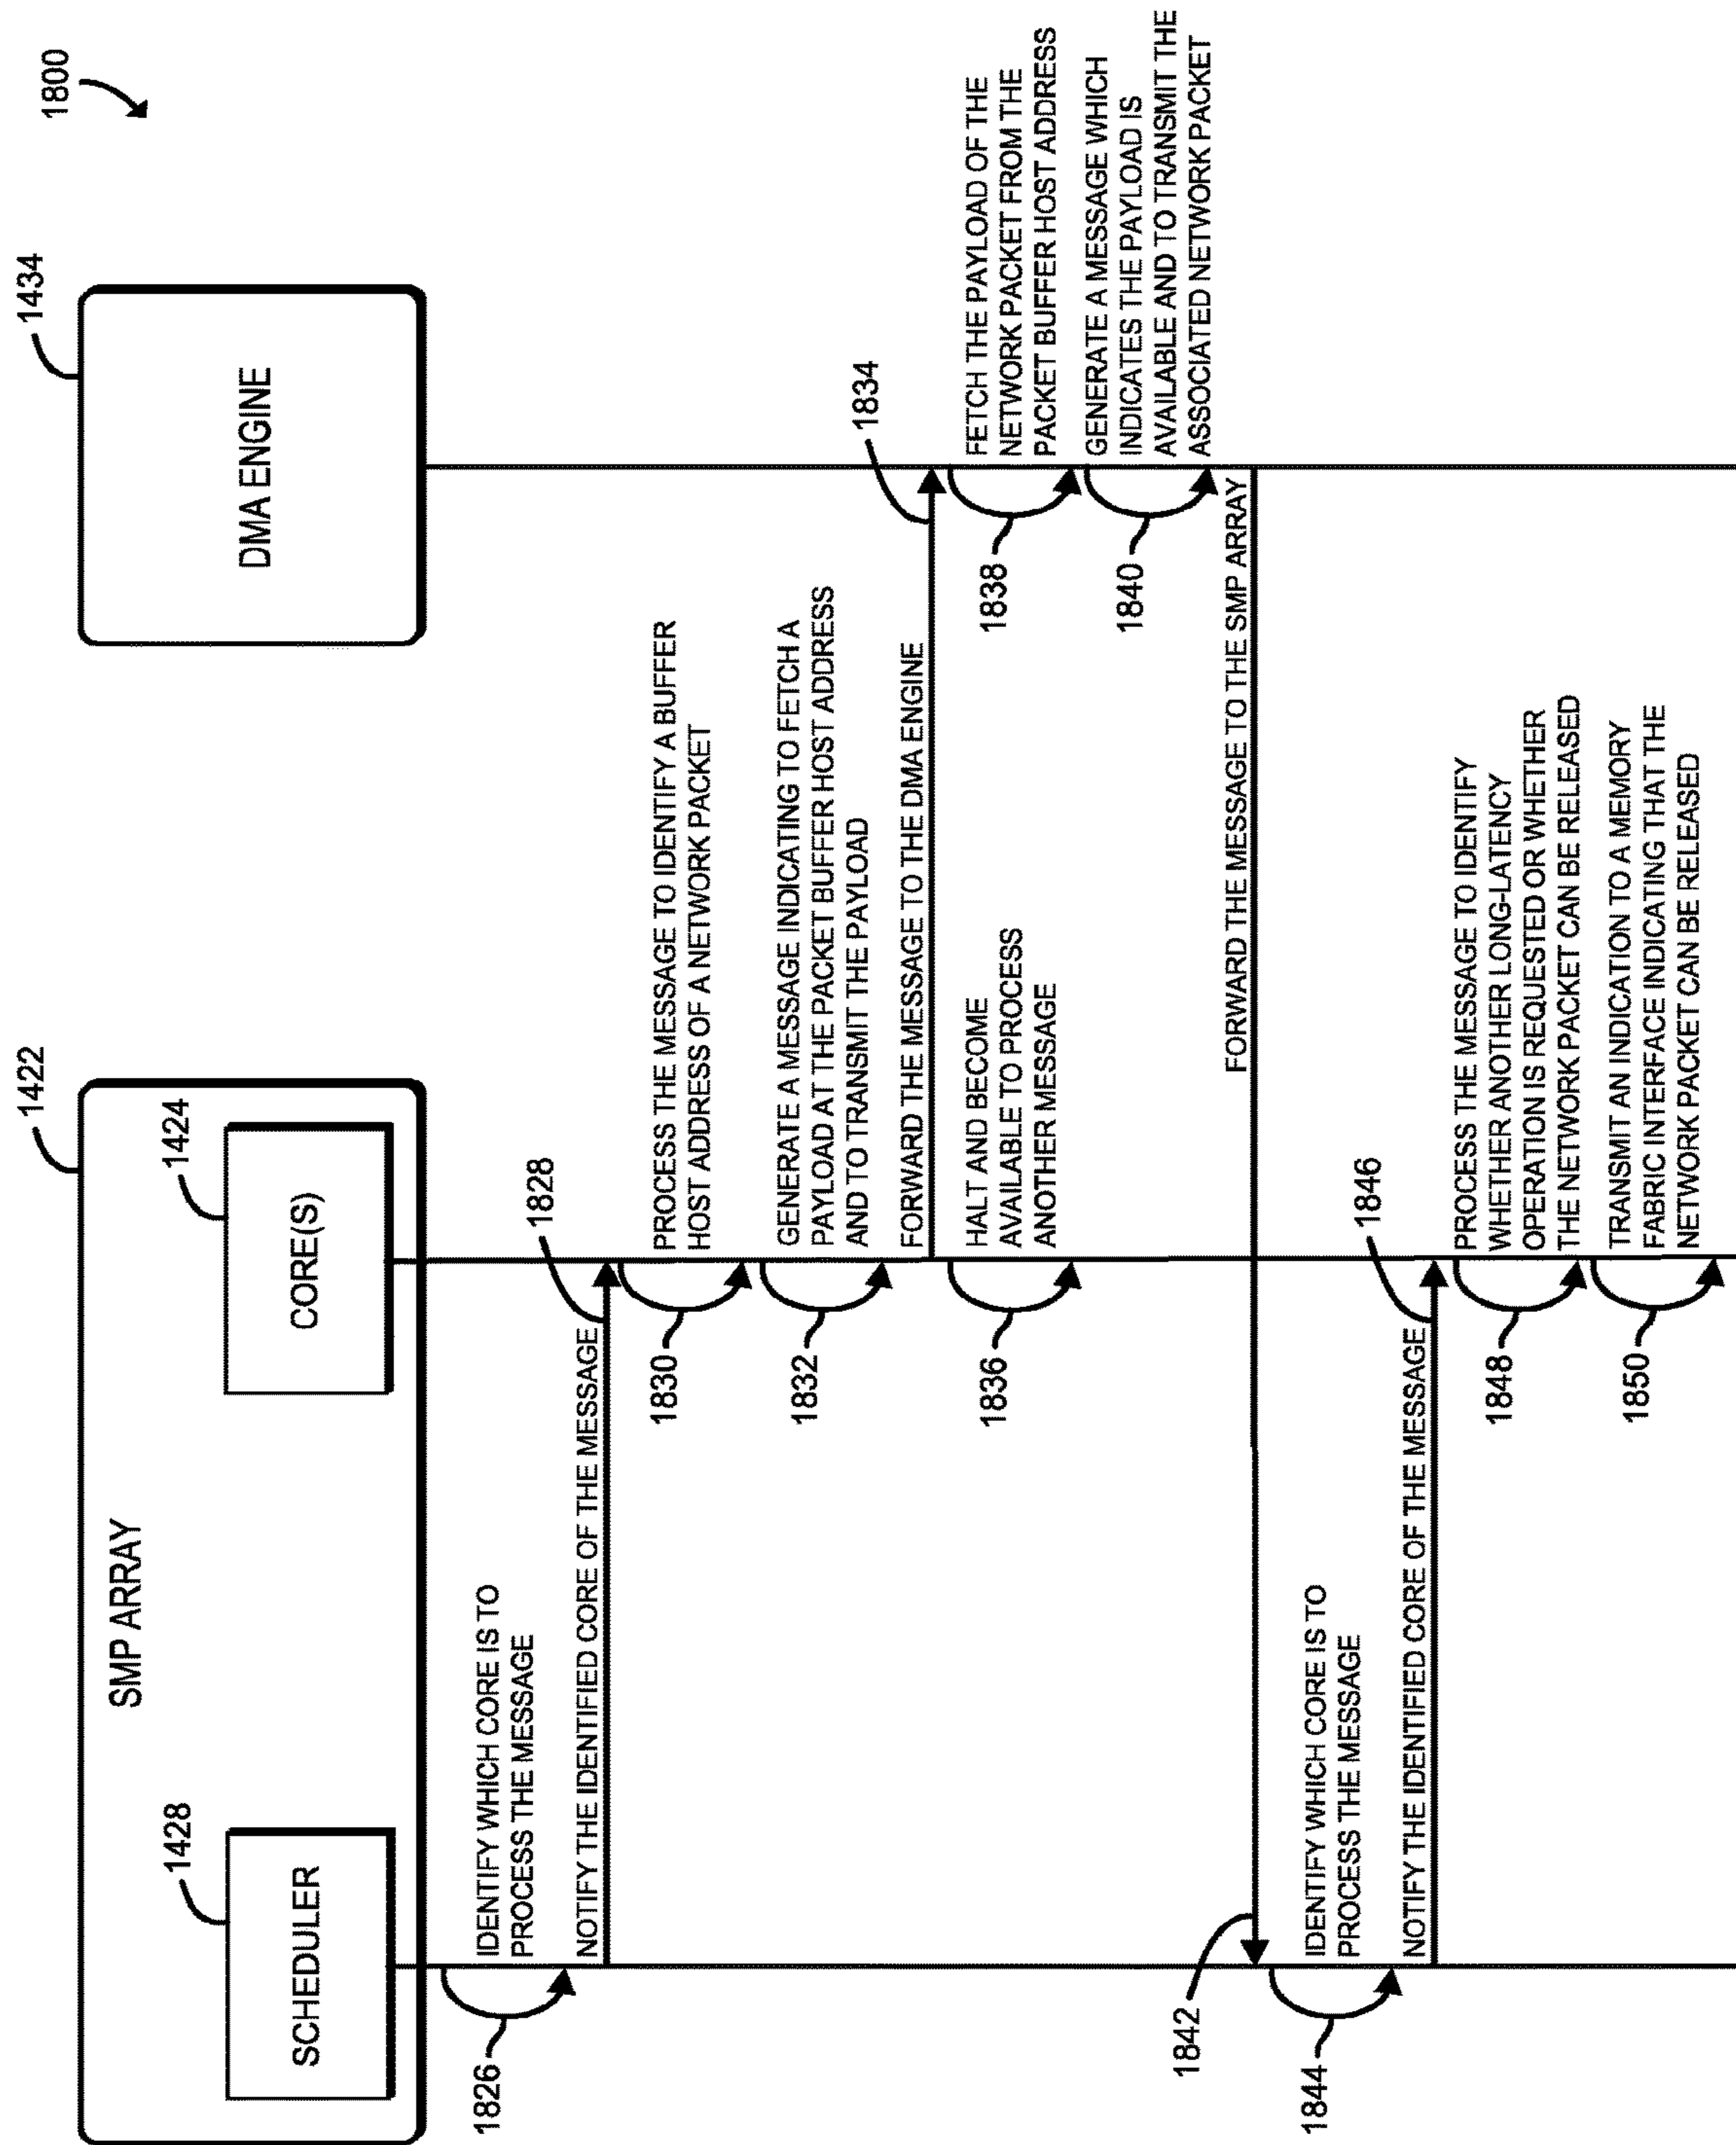 1800
SMP ARRAY
1422
SCHEDULER
1428
CORE(S)
1424
DMA ENGINE
1434
1826
IDENTIFY WHICH CORE IS TO
PROCESS THE MESSAGE
NOTIFY THE IDENTIFIED CORE OF THE MESSAGE
1828
1830
PROCESS THE MESSAGE TO IDENTIFY A BUFFER
HOST ADDRESS OF A NETWORK PACKET
1832
GENERATE A MESSAGE INDICATING TO FETCH A
PAYLOAD AT THE PACKET BUFFER HOST ADDRESS
AND TO TRANSMIT THE PAYLOAD
FORWARD THE MESSAGE TO THE DMA ENGINE
1834
1836
HALT AND BECOME
AVAILABLE TO PROCESS
ANOTHER MESSAGE
1838
FETCH THE PAYLOAD OF THE
NETWORK PACKET FROM THE
PACKET BUFFER HOST ADDRESS
1840
GENERATE A MESSAGE WHICH
INDICATES THE PAYLOAD IS
AVAILABLE AND TO TRANSMIT THE
ASSOCIATED NETWORK PACKET
1842
FORWARD THE MESSAGE TO THE SMP ARRAY
1844
IDENTIFY WHICH CORE IS TO
PROCESS THE MESSAGE
NOTIFY THE IDENTIFIED CORE OF THE MESSAGE
1846
1848
PROCESS THE MESSAGE TO IDENTIFY
WHETHER ANOTHER LONG-LATENCY
OPERATION IS REQUESTED OR WHETHER
THE NETWORK PACKET CAN BE RELEASED
1850
TRANSMIT AN INDICATION TO A MEMORY
FABRIC INTERFACE INDICATING THAT THE
NETWORK PACKET CAN BE RELEASED